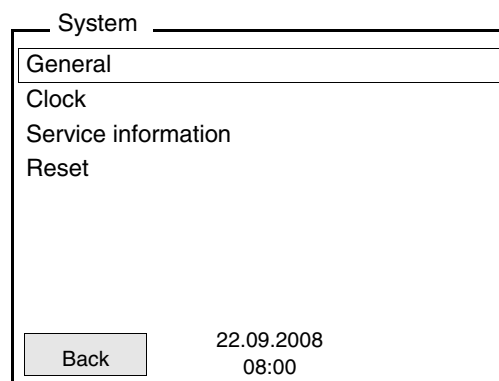 System
General
Clock
Service information
Reset
22.09.2008
Back
08:00